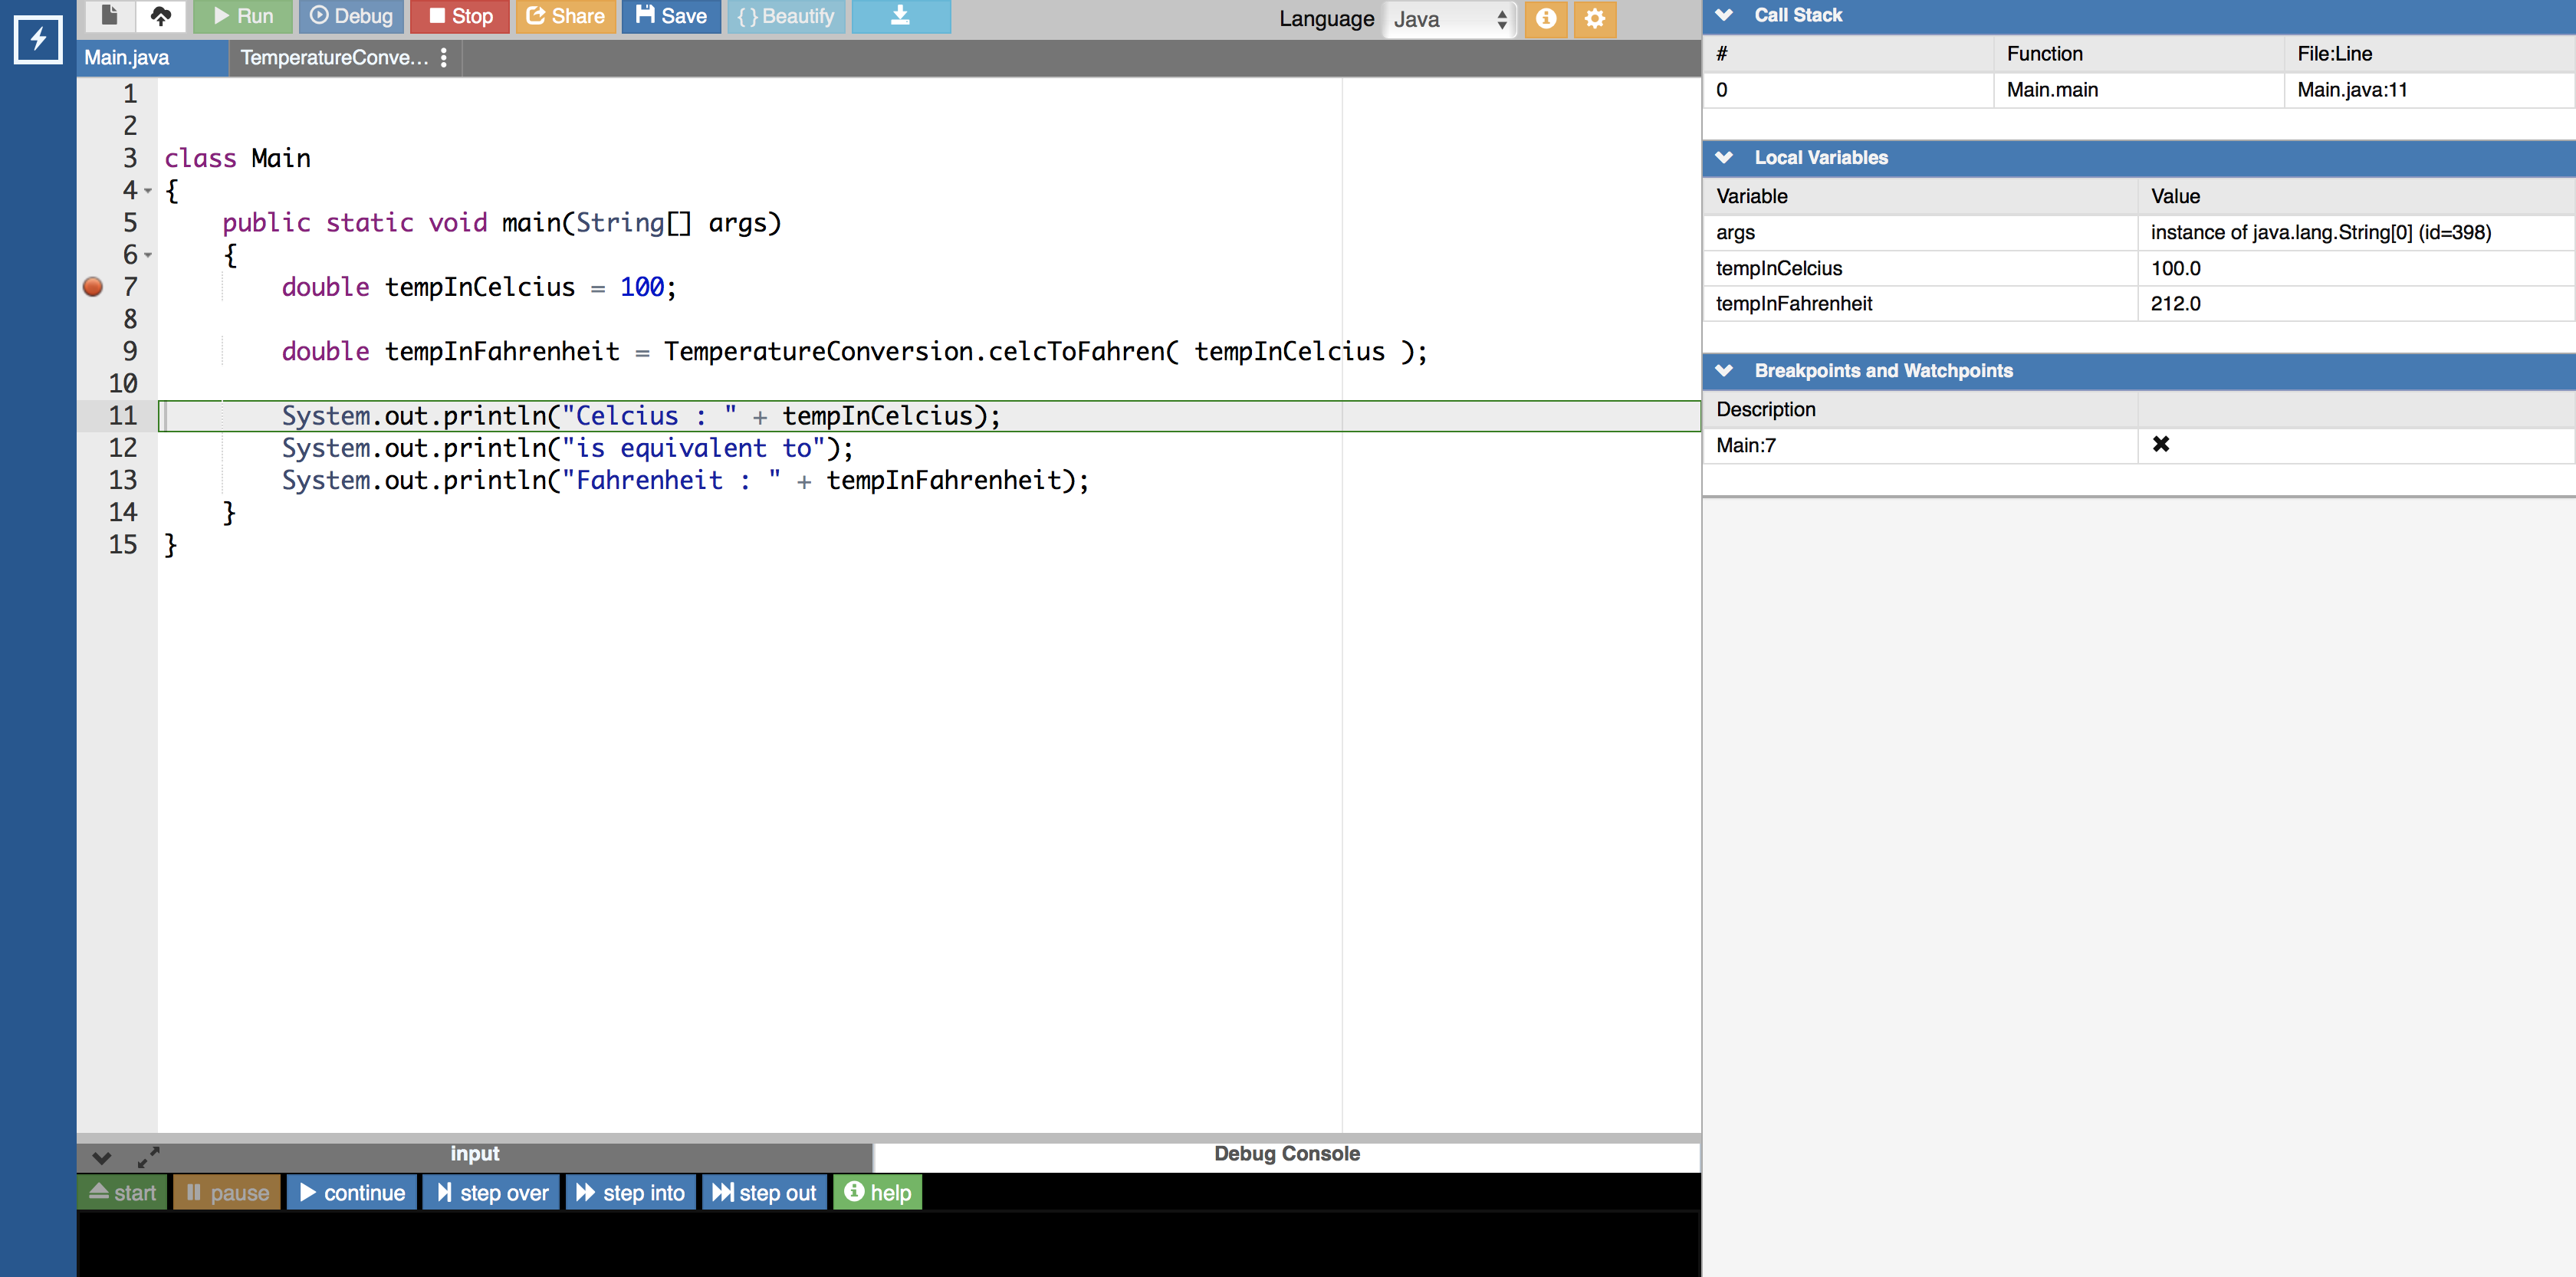 Run Debug Stop Share Save { } Beautify Language Java
Main.java TemperatureConve...
1
2
3 class Main
4 {
5 public static void main(String[] args)
6 {
7 double tempInCelcius = 100;
8
9 double tempInFahrenheit = TemperatureConversion.celcToFahren( tempInCelcius );
10
11 System.out.println("Celcius : " + tempInCelcius);
12 System.out.println("is equivalent to");
13 System.out.println("Fahrenheit : " + tempInFahrenheit);
14 }
15 }
input Debug Console
start pause continue step over step into step out help
Call Stack
# Function File:Line
0 Main.main Main.java:11
Local Variables
Variable Value
args instance of java.lang.String[0] (id=398)
tempInCelcius 100.0
tempInFahrenheit 212.0
Breakpoints and Watchpoints
Description
Main:7